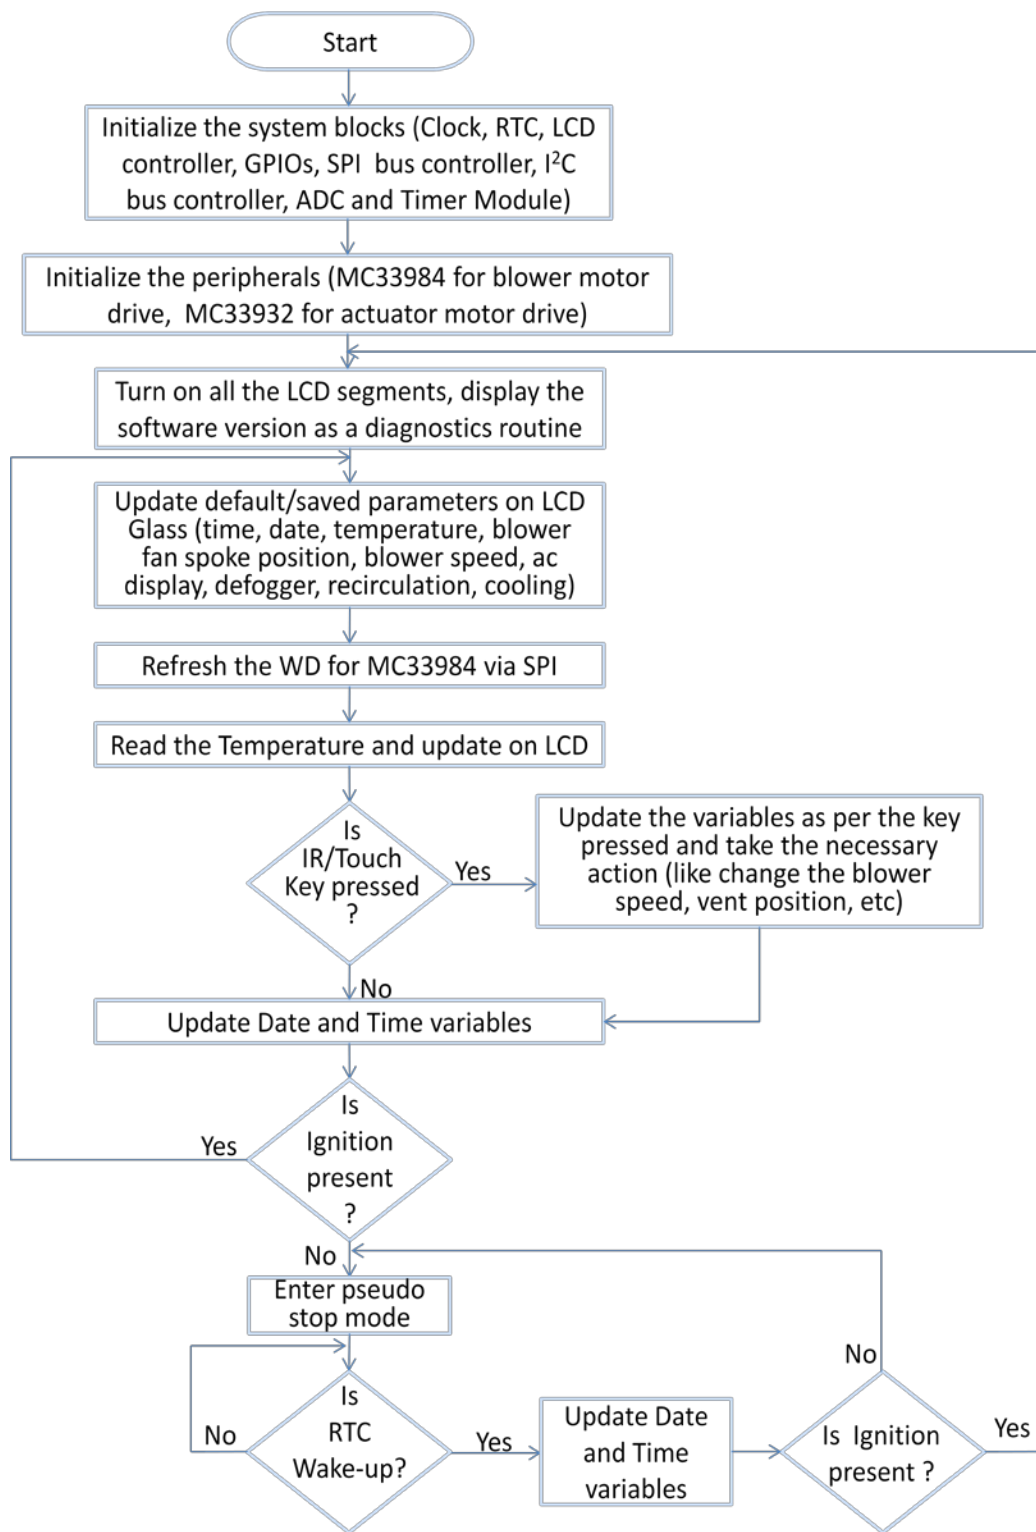 Start
Initialize the system blocks (Clock, RTC, LCD
controller, GPIOs, SPI bus controller, I²C
bus controller, ADC and Timer Module)
Initialize the peripherals (MC33984 for blower motor
drive, MC33932 for actuator motor drive)
Turn on all the LCD segments, display the
software version as a diagnostics routine
Update default/saved parameters on LCD
Glass (time, date, temperature, blower
fan spoke position, blower speed, ac
display, defogger, recirculation, cooling)
Refresh the WD for MC33984 via SPI
Read the Temperature and update on LCD
Is
IR/Touch
Key pressed
?
Yes
Update the variables as per the key
pressed and take the necessary
action (like change the blower
speed, vent position, etc)
No
Update Date and Time variables
Is
Ignition
present
?
Yes
No
Enter pseudo
stop mode
Is
RTC
Wake-up?
No
Yes
Update Date
and Time
variables
Is Ignition
present ?
No
Yes